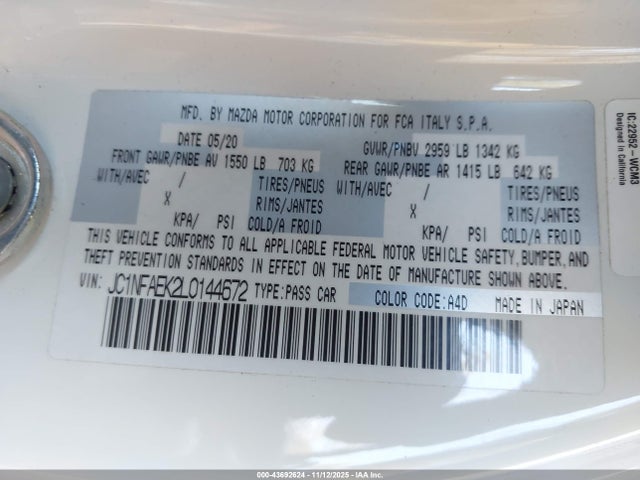 MFD. BY MAZDA MOTOR CORPORATION FOR FCA ITALY S.P.A.
DATE 05/20 GVWR/PNBV 2959 LB 1342 KG
FRONT GAWR/PNBE AV 1550 LB 703 KG REAR GAWR/PNBE AR 1415 LB 642 KG
WITH/AVEC / TIRES/PNEUS WITH/AVEC / TIRES/PNEUS
X RIMS/JANTES X RIMS/JANTES
KPA/ PSI COLD/A FROID KPA/ PSI COLD/A FROID
THIS VEHICLE CONFORMS TO ALL APPLICABLE FEDERAL MOTOR VEHICLE SAFETY, BUMPER, AND
THEFT PREVENTION STANDARDS IN EFFECT ON THE DATE OF MANUFACTURE SHOWN ABOVE.
VIN: JC1NFAEK2L0144672 TYPE:PASS CAR COLOR CODE:A4D MADE IN JAPAN
IC:22952-WCM3
Designed in California
00-43692624 - 11/12/2025 - IAA Inc.